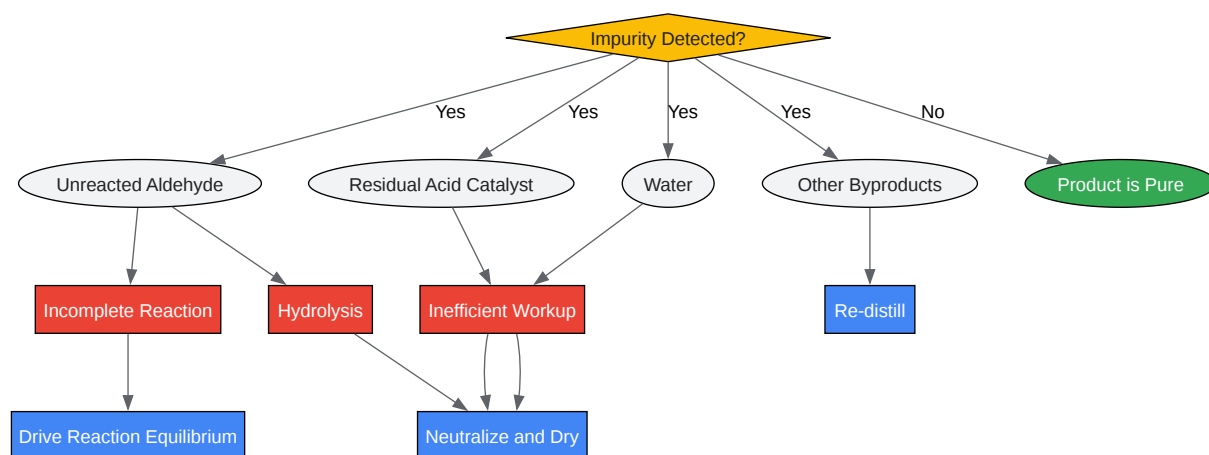 Impurity Detected?
Yes
Yes
Yes
Yes
No
Unreacted Aldehyde
Residual Acid Catalyst
Water
Other Byproducts
Product is Pure
Incomplete Reaction
Hydrolysis
Inefficient Workup
Re-distill
Drive Reaction Equilibrium
Neutralize and Dry